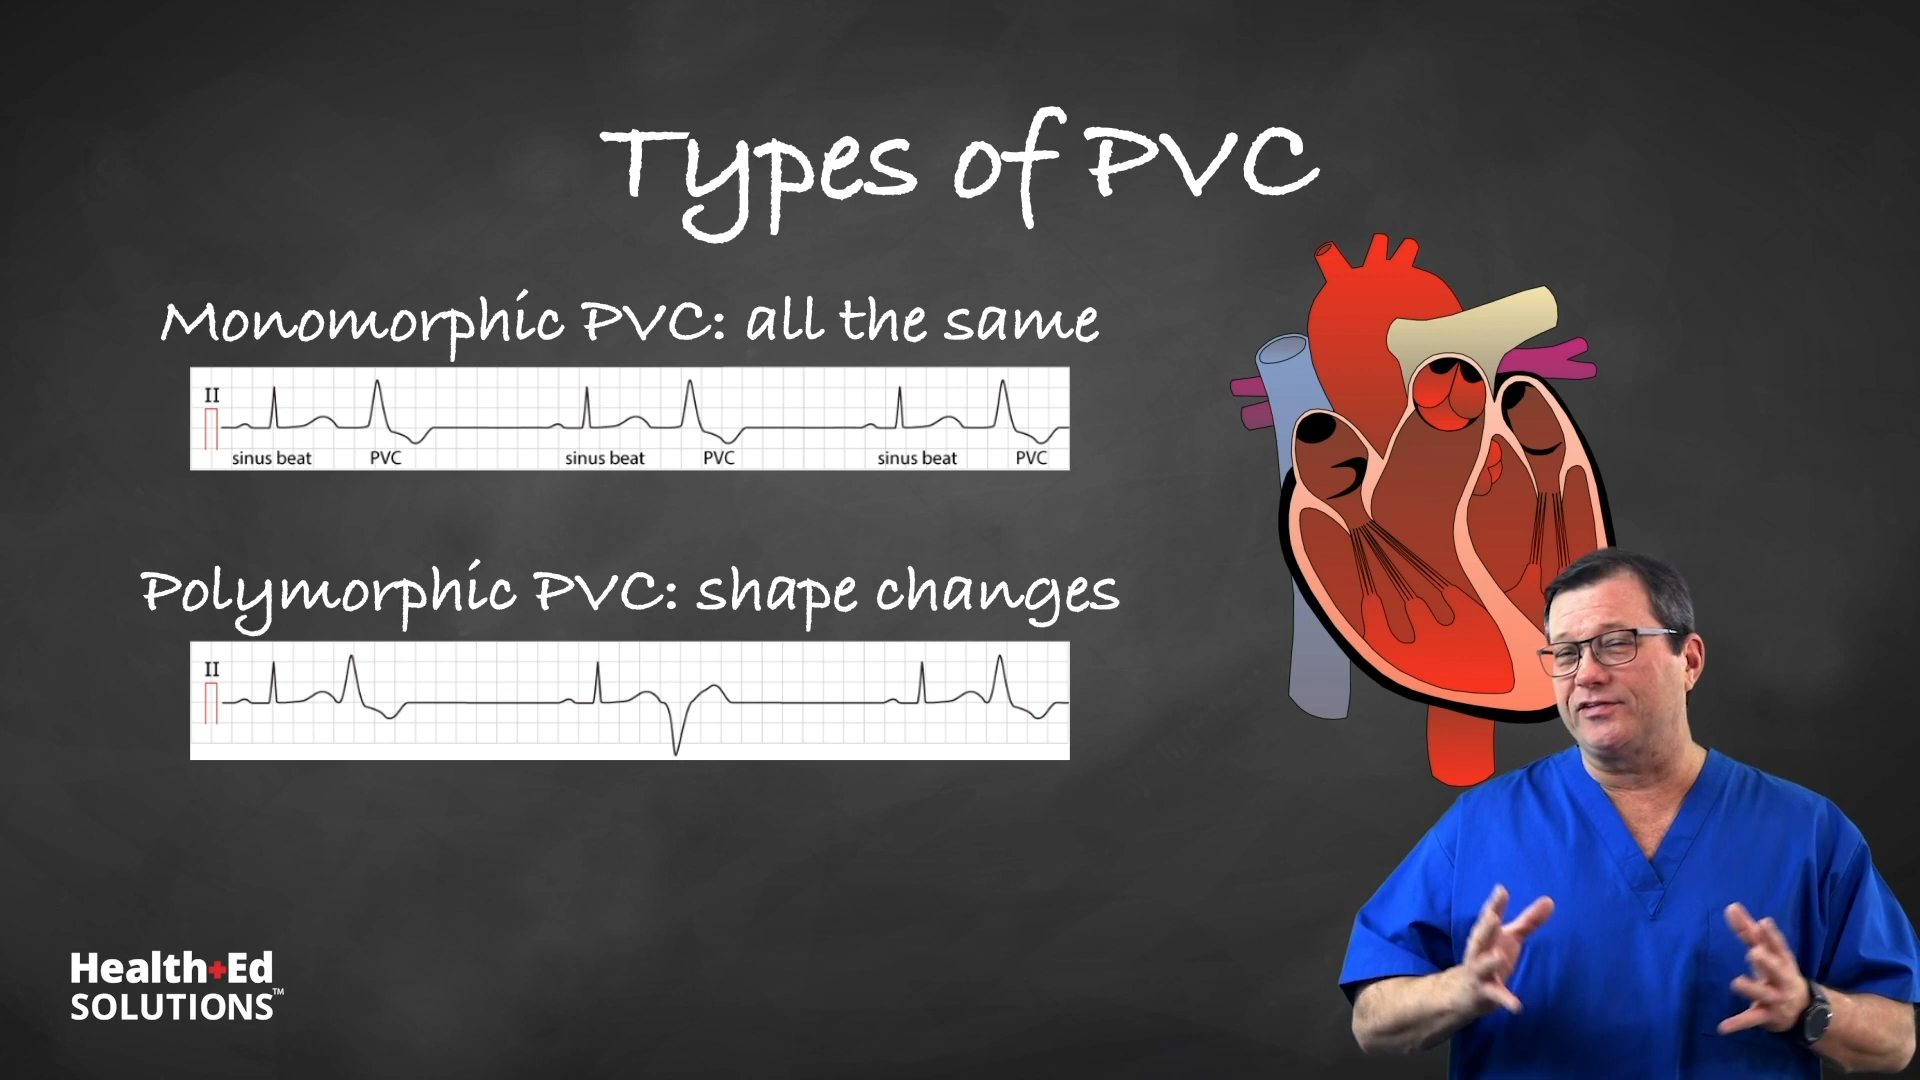 Types of PVC
Monomorphic PVC: all the same
II
sinus beat PVC sinus beat PVC sinus beat PVC
Polymorphic PVC: shape changes
II
Health+Ed
SOLUTIONS™